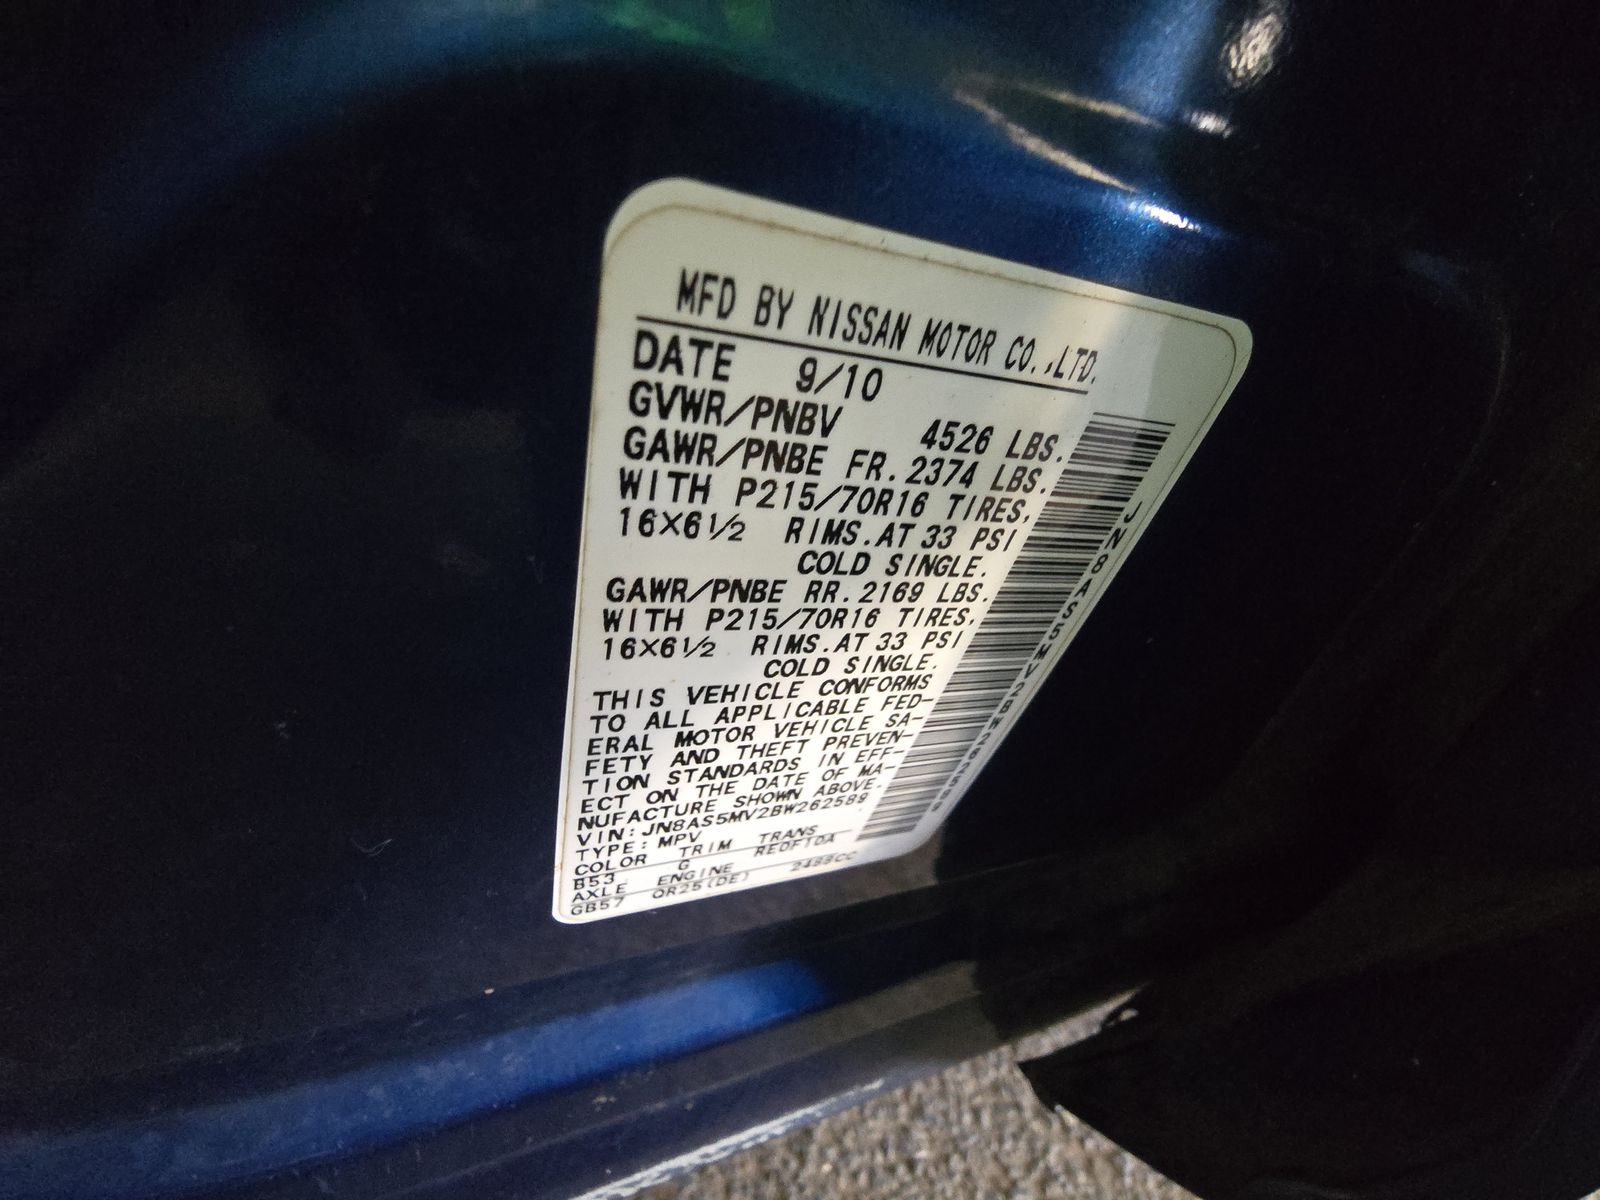 MFD BY NISSAN MOTOR CO.,LTD.
DATE 9/10
GVWR/PNBV 4526 LBS.
GAWR/PNBE FR.2374 LBS.
WITH P215/70R16 TIRES,
16X6½ RIMS.AT 33 PSI
COLD SINGLE.
GAWR/PNBE RR.2169 LBS.
WITH P215/70R16 TIRES,
16X6½ RIMS.AT 33 PSI
COLD SINGLE.
THIS VEHICLE CONFORMS
TO ALL APPLICABLE FED-
ERAL MOTOR VEHICLE SA-
FETY AND THEFT PREVEN-
TION STANDARDS IN EFF-
ECT ON THE DATE OF MA-
NUFACTURE SHOWN ABOVE.
VIN:JN8AS5MV2BW262589
TYPE:MPV
COLOR TRIM TRANS
B53 G RE0F10A
AXLE ENGINE
GB57 QR25(DE) 2488CC
JN8AS5MV2BW262589